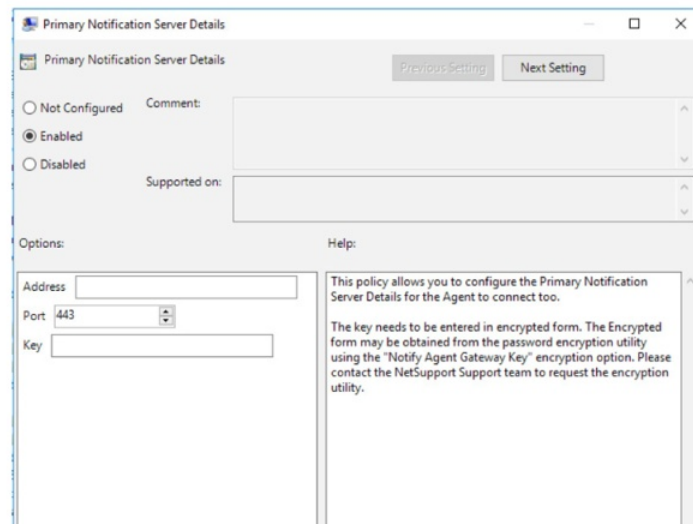 Primary Notification Server Details
Primary Notification Server Details
Previous Setting
Next Setting
Not Configured
Comment:
Enabled
Disabled
Supported on:
Options:
Help:
Address
Port 443
Key
This policy allows you to configure the Primary Notification
Server Details for the Agent to connect too.
The key needs to be entered in encrypted form. The Encrypted
form may be obtained from the password encryption utility
using the "Notify Agent Gateway Key" encryption option. Please
contact the NetSupport Support team to request the encryption
utility.